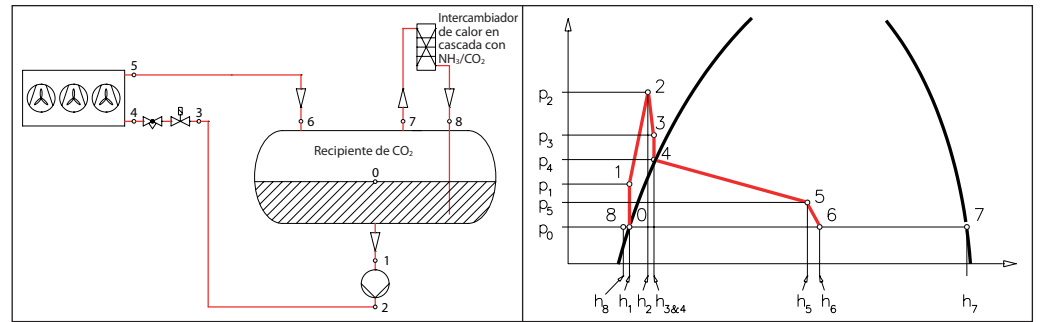 Intercambiador
de calor en
cascada con
NH₃/CO₂
5
4
3
6
7
8
Recipiente de CO₂
0
1
2
p₂
p₃
p₄
p₁
p₅
p₀
2
3
4
1
5
8
0
6
7
h₈
h₁
h₂
h₃&₄
h₅
h₆
h₇